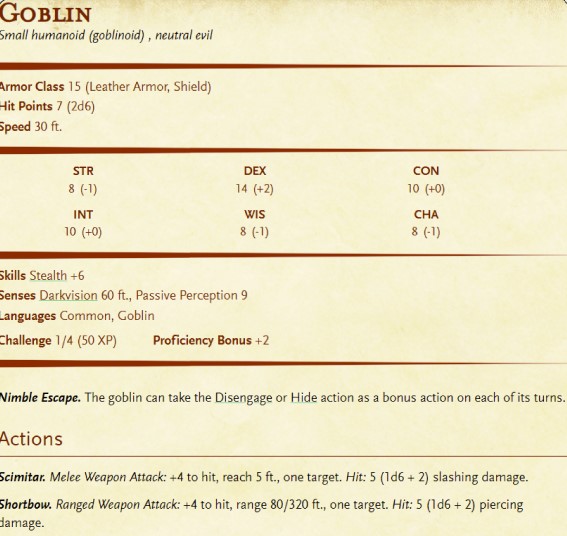 GOBLIN
Small humanoid (goblinoid) , neutral evil
Armor Class 15 (Leather Armor, Shield)
Hit Points 7 (2d6)
Speed 30 ft.
STR DEX CON
8 (-1) 14 (+2) 10 (+0)
INT WIS CHA
10 (+0) 8 (-1) 8 (-1)
Skills Stealth +6
Senses Darkvision 60 ft., Passive Perception 9
Languages Common, Goblin
Challenge 1/4 (50 XP) Proficiency Bonus +2
Nimble Escape. The goblin can take the Disengage or Hide action as a bonus action on each of its turns.
Actions
Scimitar. Melee Weapon Attack: +4 to hit, reach 5 ft., one target. Hit: 5 (1d6 + 2) slashing damage.
Shortbow. Ranged Weapon Attack: +4 to hit, range 80/320 ft., one target. Hit: 5 (1d6 + 2) piercing
damage.